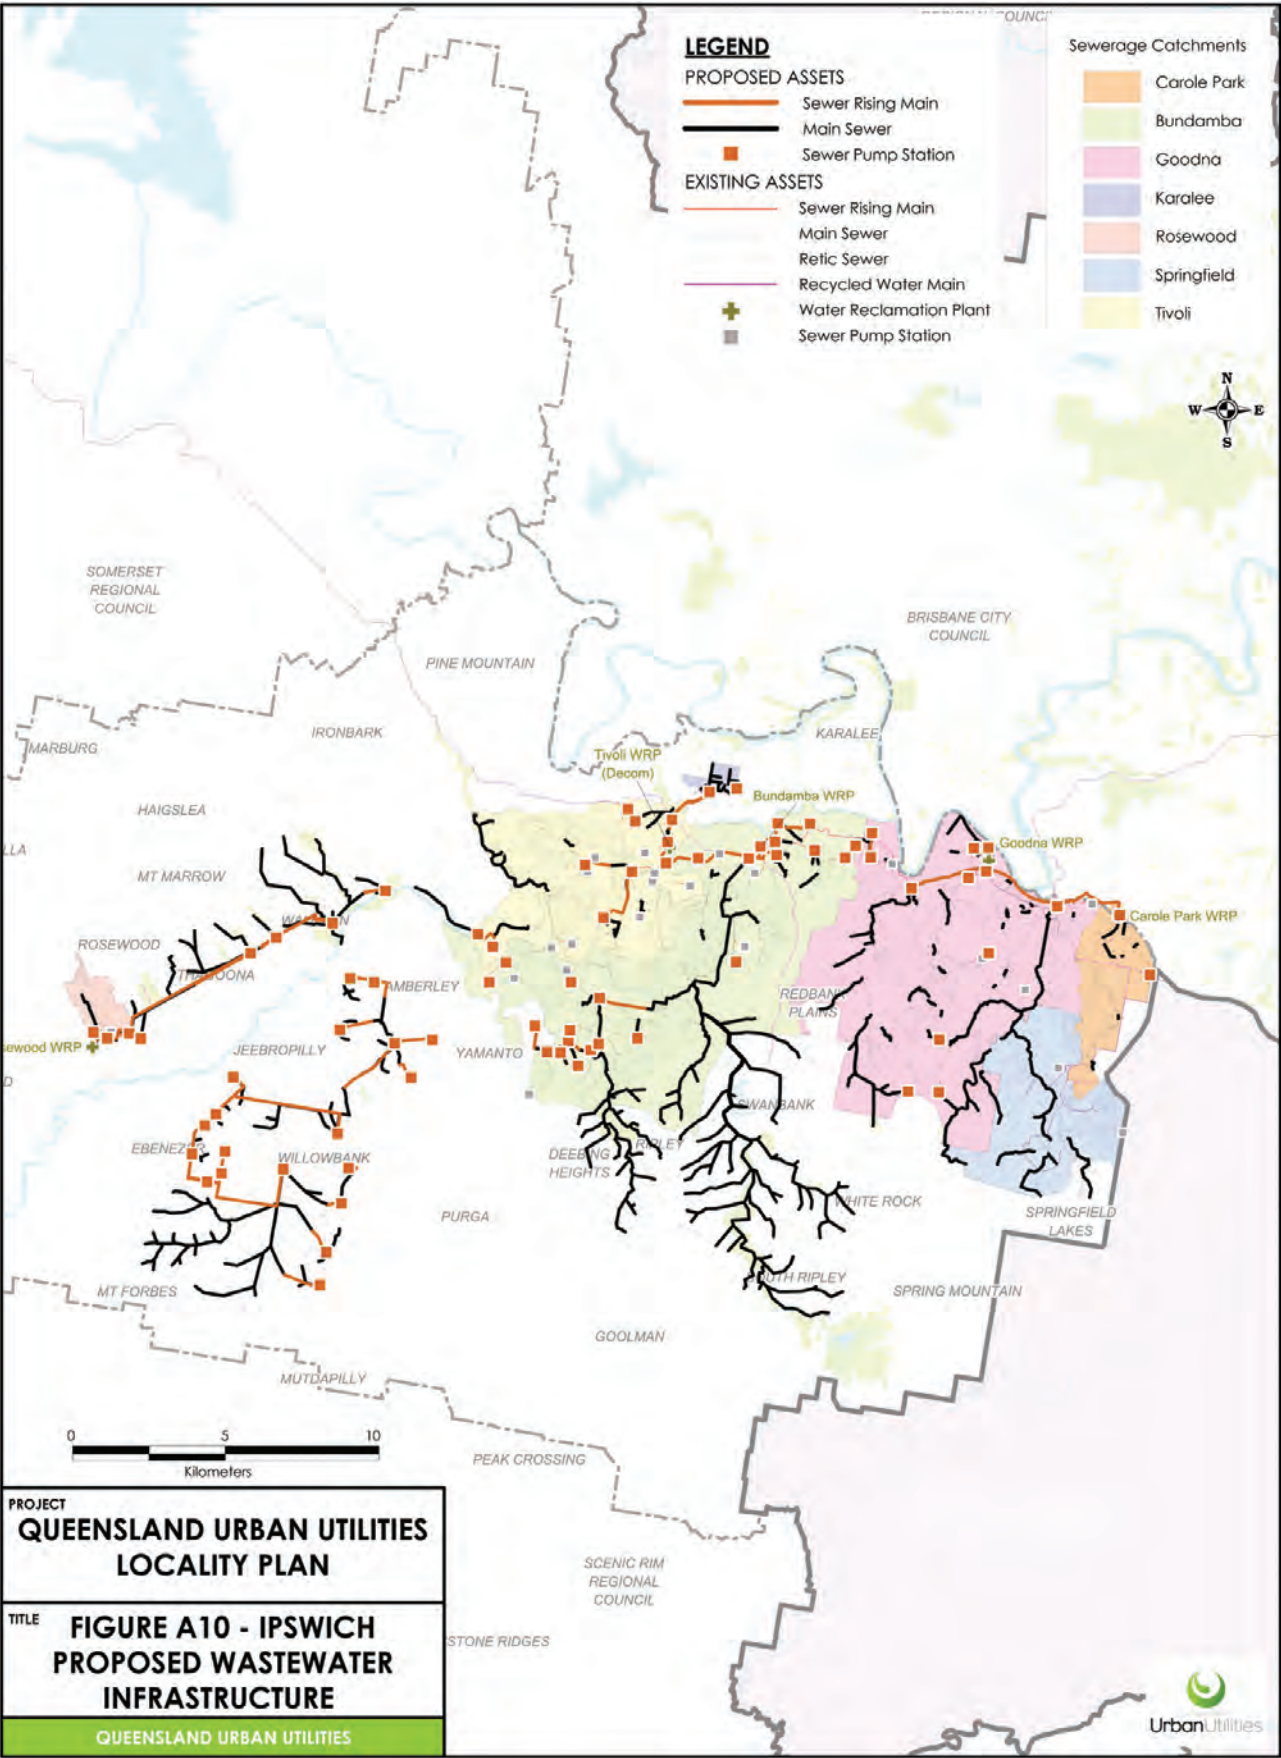 LEGEND
PROPOSED ASSETS
Sewer Rising Main
Main Sewer
Sewer Pump Station
EXISTING ASSETS
Sewer Rising Main
Main Sewer
Retic Sewer
Recycled Water Main
Water Reclamation Plant
Sewer Pump Station
Sewerage Catchments
Carole Park
Bundamba
Goodna
Karalee
Rosewood
Springfield
Tivoli
N
W E
S
SOMERSET
REGIONAL
COUNCIL
BRISBANE CITY
COUNCIL
PINE MOUNTAIN
IRONBARK
KARALEE
MARBURG
Tivoli WRP
(Decom)
Bundamba WRP
HAIGSLEA
Goodna WRP
LLA
MT MARROW
Carole Park WRP
ROSEWOOD
THAGOONA
AMBERLEY
REDBANK
PLAINS
sewood WRP
JEEBROPILLY
YAMANTO
D
SWANBANK
EBENEZER
WILLOWBANK
DEEBING
HEIGHTS
RIPLEY
WHITE ROCK
PURGA
SPRINGFIELD
LAKES
MT FORBES
OUTH RIPLEY
SPRING MOUNTAIN
GOOLMAN
MUTDAPILLY
0 5 10
Kilometers
PEAK CROSSING
PROJECT
QUEENSLAND URBAN UTILITIES
LOCALITY PLAN
SCENIC RIM
REGIONAL
COUNCIL
TITLE
FIGURE A10 - IPSWICH
PROPOSED WASTEWATER
INFRASTRUCTURE
STONE RIDGES
QUEENSLAND URBAN UTILITIES
UrbanUtilities